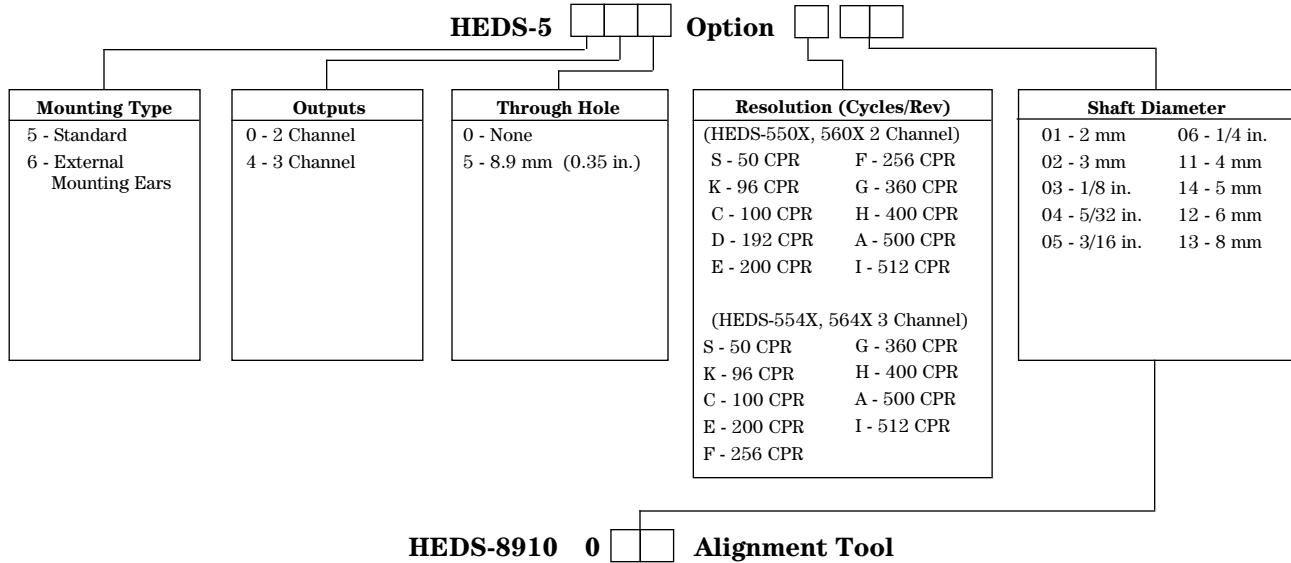 HEDS-5 Option
Mounting Type
5 - Standard
6 - External
Mounting Ears
Outputs
0 - 2 Channel
4 - 3 Channel
Through Hole
0 - None
5 - 8.9 mm (0.35 in.)
Resolution (Cycles/Rev)
(HEDS-550X, 560X 2 Channel)
S - 50 CPR F - 256 CPR
K - 96 CPR G - 360 CPR
C - 100 CPR H - 400 CPR
D - 192 CPR A - 500 CPR
E - 200 CPR I - 512 CPR
(HEDS-554X, 564X 3 Channel)
S - 50 CPR G - 360 CPR
K - 96 CPR H - 400 CPR
C - 100 CPR A - 500 CPR
E - 200 CPR I - 512 CPR
F - 256 CPR
Shaft Diameter
01 - 2 mm 06 - 1/4 in.
02 - 3 mm 11 - 4 mm
03 - 1/8 in. 14 - 5 mm
04 - 5/32 in. 12 - 6 mm
05 - 3/16 in. 13 - 8 mm
HEDS-8910 0 Alignment Tool